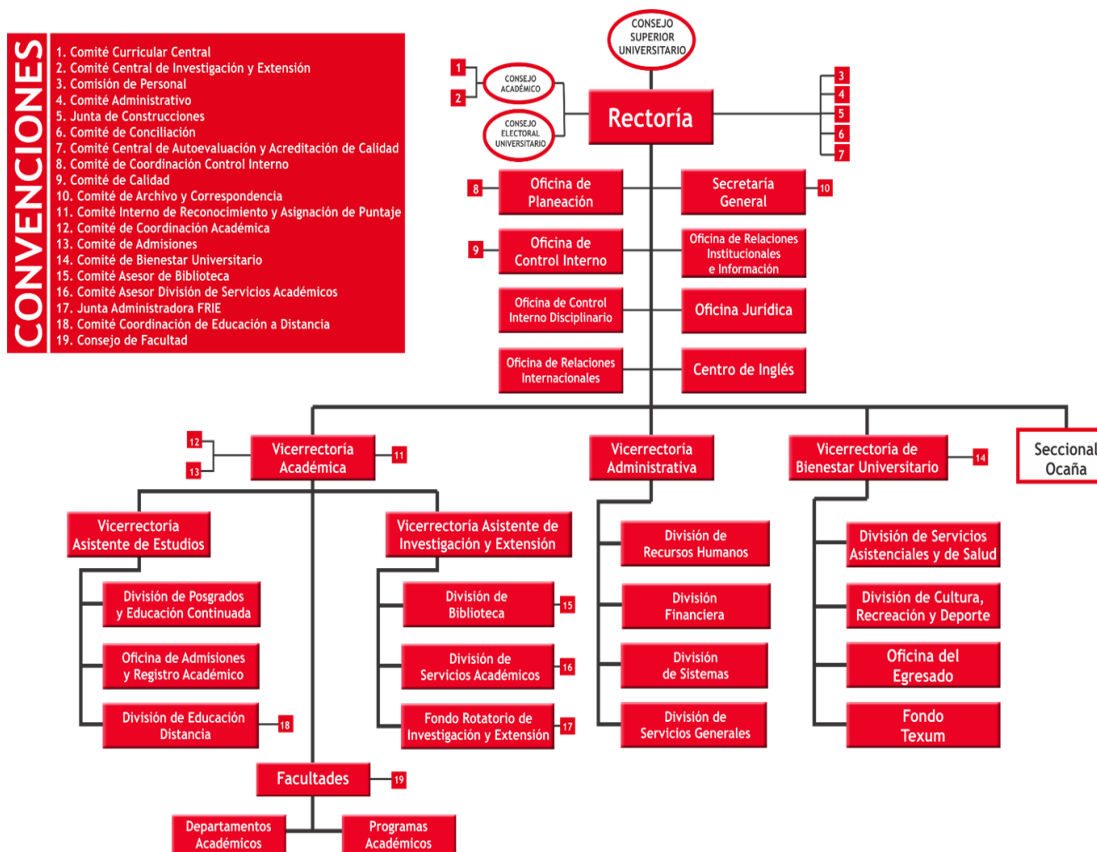 CONVENCIONES
1. Comité Curricular Central
2. Comité Central de Investigación y Extensión
3. Comisión de Personal
4. Comité Administrativo
5. Junta de Construcciones
6. Comité de Conciliación
7. Comité Central de Autoevaluación y Acreditación de Calidad
8. Comité de Coordinación Control Interno
9. Comité de Calidad
10. Comité de Archivo y Correspondencia
11. Comité Interno de Reconocimiento y Asignación de Puntaje
12. Comité de Coordinación Académica
13. Comité de Admisiones
14. Comité de Bienestar Universitario
15. Comité Asesor de Biblioteca
16. Comité Asesor División de Servicios Académicos
17. Junta Administradora FRIE
18. Comité Coordinación de Educación a Distancia
19. Consejo de Facultad
CONSEJO
SUPERIOR
UNIVERSITARIO
1
2
CONSEJO
ACADÉMICO
CONSEJO
ELECTORAL
UNIVERSITARIO
Rectoría
3
4
5
6
7
8
Oficina de
Planeación
Secretaría
General
10
9
Oficina de
Control Interno
Oficina de Relaciones
Institucionales
e Información
Oficina de Control
Interno Disciplinario
Oficina Jurídica
Oficina de Relaciones
Internacionales
Centro de Inglés
12
13
Vicerrectoría
Académica
11
Vicerrectoría
Administrativa
Vicerrectoría de
Bienestar Universitario
14
Seccional
Ocaña
Vicerrectoría
Asistente de Estudios
Vicerrectoría Asistente de
Investigación y Extensión
División de Posgrados
y Educación Continuada
Oficina de Admisiones
y Registro Académico
División de Educación
Distancia
18
División de
Biblioteca
15
División de
Servicios Académicos
16
Fondo Rotatorio de
Investigación y Extensión
17
División de
Recursos Humanos
División
Financiera
División
de Sistemas
División de
Servicios Generales
División de Servicios
Asistenciales y de Salud
División de Cultura,
Recreación y Deporte
Oficina del
Egresado
Fondo
Texum
Facultades
19
Departamentos
Académicos
Programas
Académicos